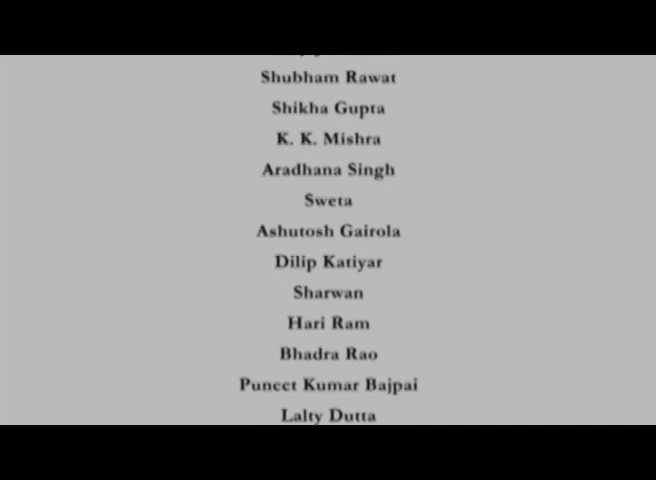 Shubham Rawat
Shikha Gupta
K. K. Mishra
Aradhana Singh
Sweta
Ashutosh Gairola
Dilip Katiyar
Sharwan
Hari Ram
Bhadra Rao
Puneet Kumar Bajpai
Lalty Dutta